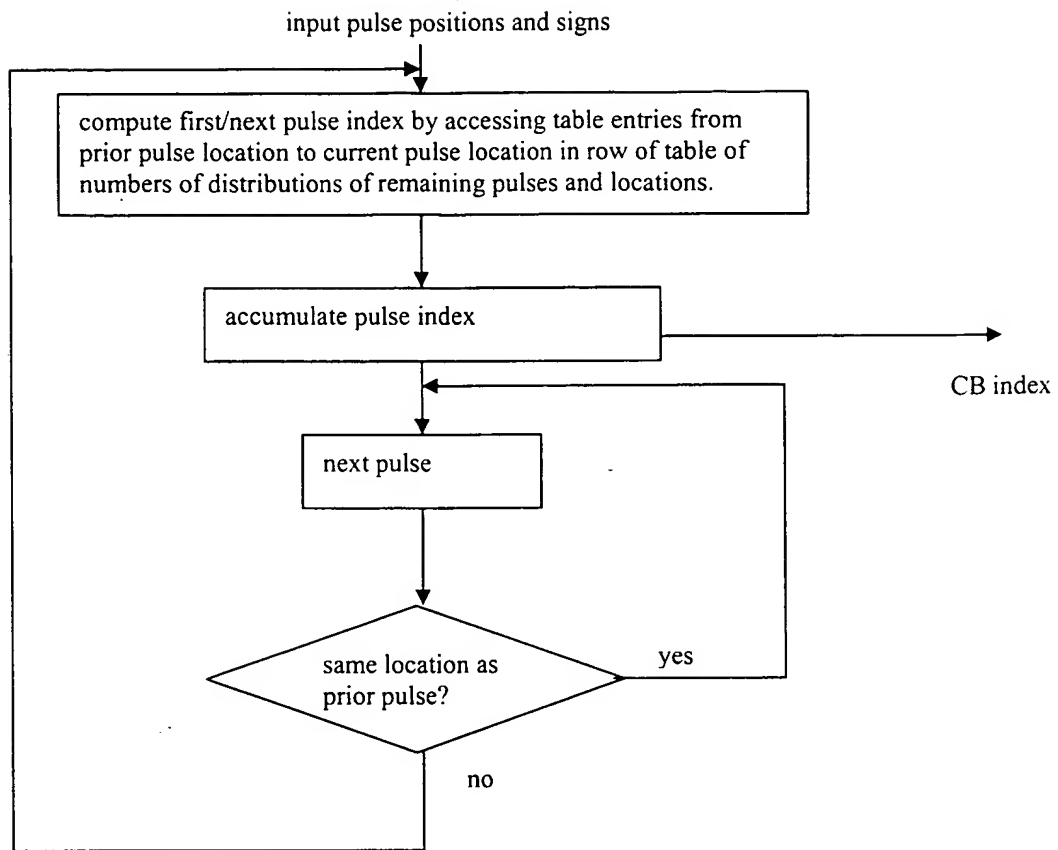 input pulse positions and signs
compute first/next pulse index by accessing table entries from
prior pulse location to current pulse location in row of table of
numbers of distributions of remaining pulses and locations.
accumulate pulse index
CB index
next pulse
same location as
prior pulse?
yes
no